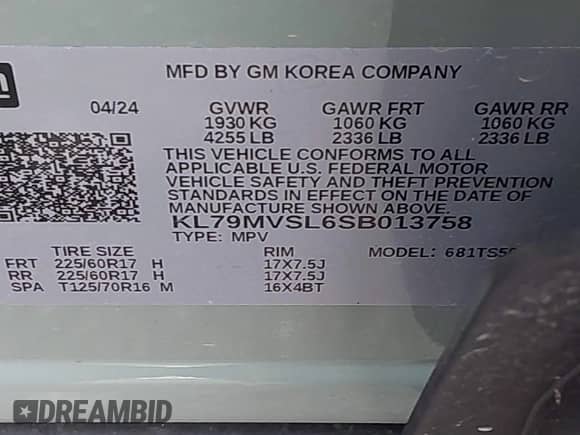 MFD BY GM KOREA COMPANY
04/24 GVWR GAWR FRT GAWR RR
1930 KG 1060 KG 1060 KG
4255 LB 2336 LB 2336 LB
THIS VEHICLE CONFORMS TO ALL
APPLICABLE U.S. FEDERAL MOTOR
VEHICLE SAFETY AND THEFT PREVENTION
STANDARDS IN EFFECT ON THE DATE OF
MANUFACTURE SHOWN ABOVE.
KL79MVSL6SB013758
TYPE: MPV MODEL: 681TS5
TIRE SIZE RIM
FRT 225/60R17 H 17X7.5J
RR 225/60R17 H 17X7.5J
SPA T125/70R16 M 16X4BT
DREAMBID